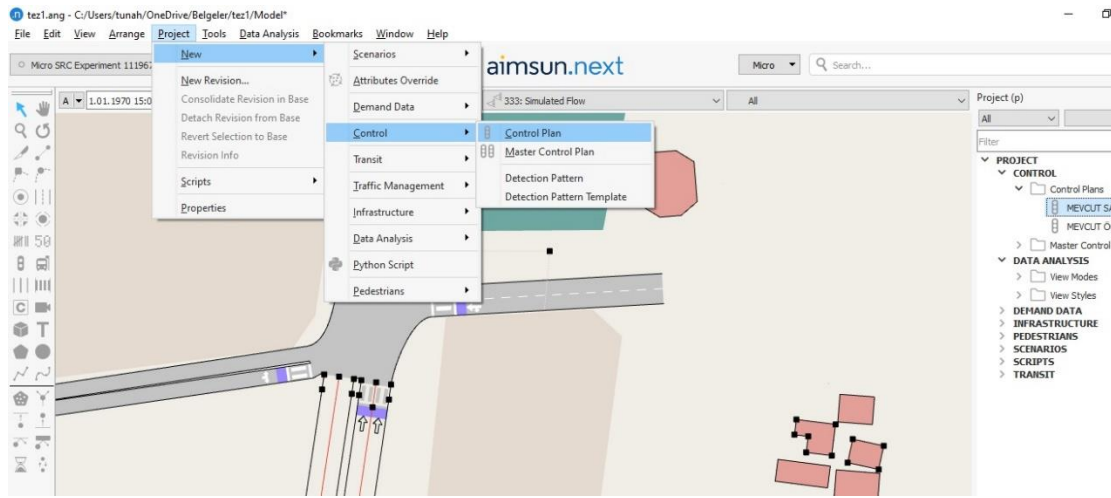 tez1.ang - C:/Users/tunah/OneDrive/Belgeler/tez1/Model*
File Edit View Arrange Project Tools Data Analysis Bookmarks Window Help
Micro SRC Experiment 111967
aimsun.next
Micro
Search...
A 1.01.1970 15:0
333: Simulated Flow
All
New
New Revision...
Consolidate Revision in Base
Detach Revision from Base
Revert Selection to Base
Revision Info
Scripts
Properties
Scenarios
Attributes Override
Demand Data
Control
Transit
Traffic Management
Infrastructure
Data Analysis
Python Script
Pedestrians
Control Plan
Master Control Plan
Detection Pattern
Detection Pattern Template
50
C
T
Project (p)
All
Filter
PROJECT
CONTROL
Control Plans
MEVCUT SA
MEVCUT Ö
Master Control
DATA ANALYSIS
View Modes
View Styles
DEMAND DATA
INFRASTRUCTURE
PEDESTRIANS
SCENARIOS
SCRIPTS
TRANSIT